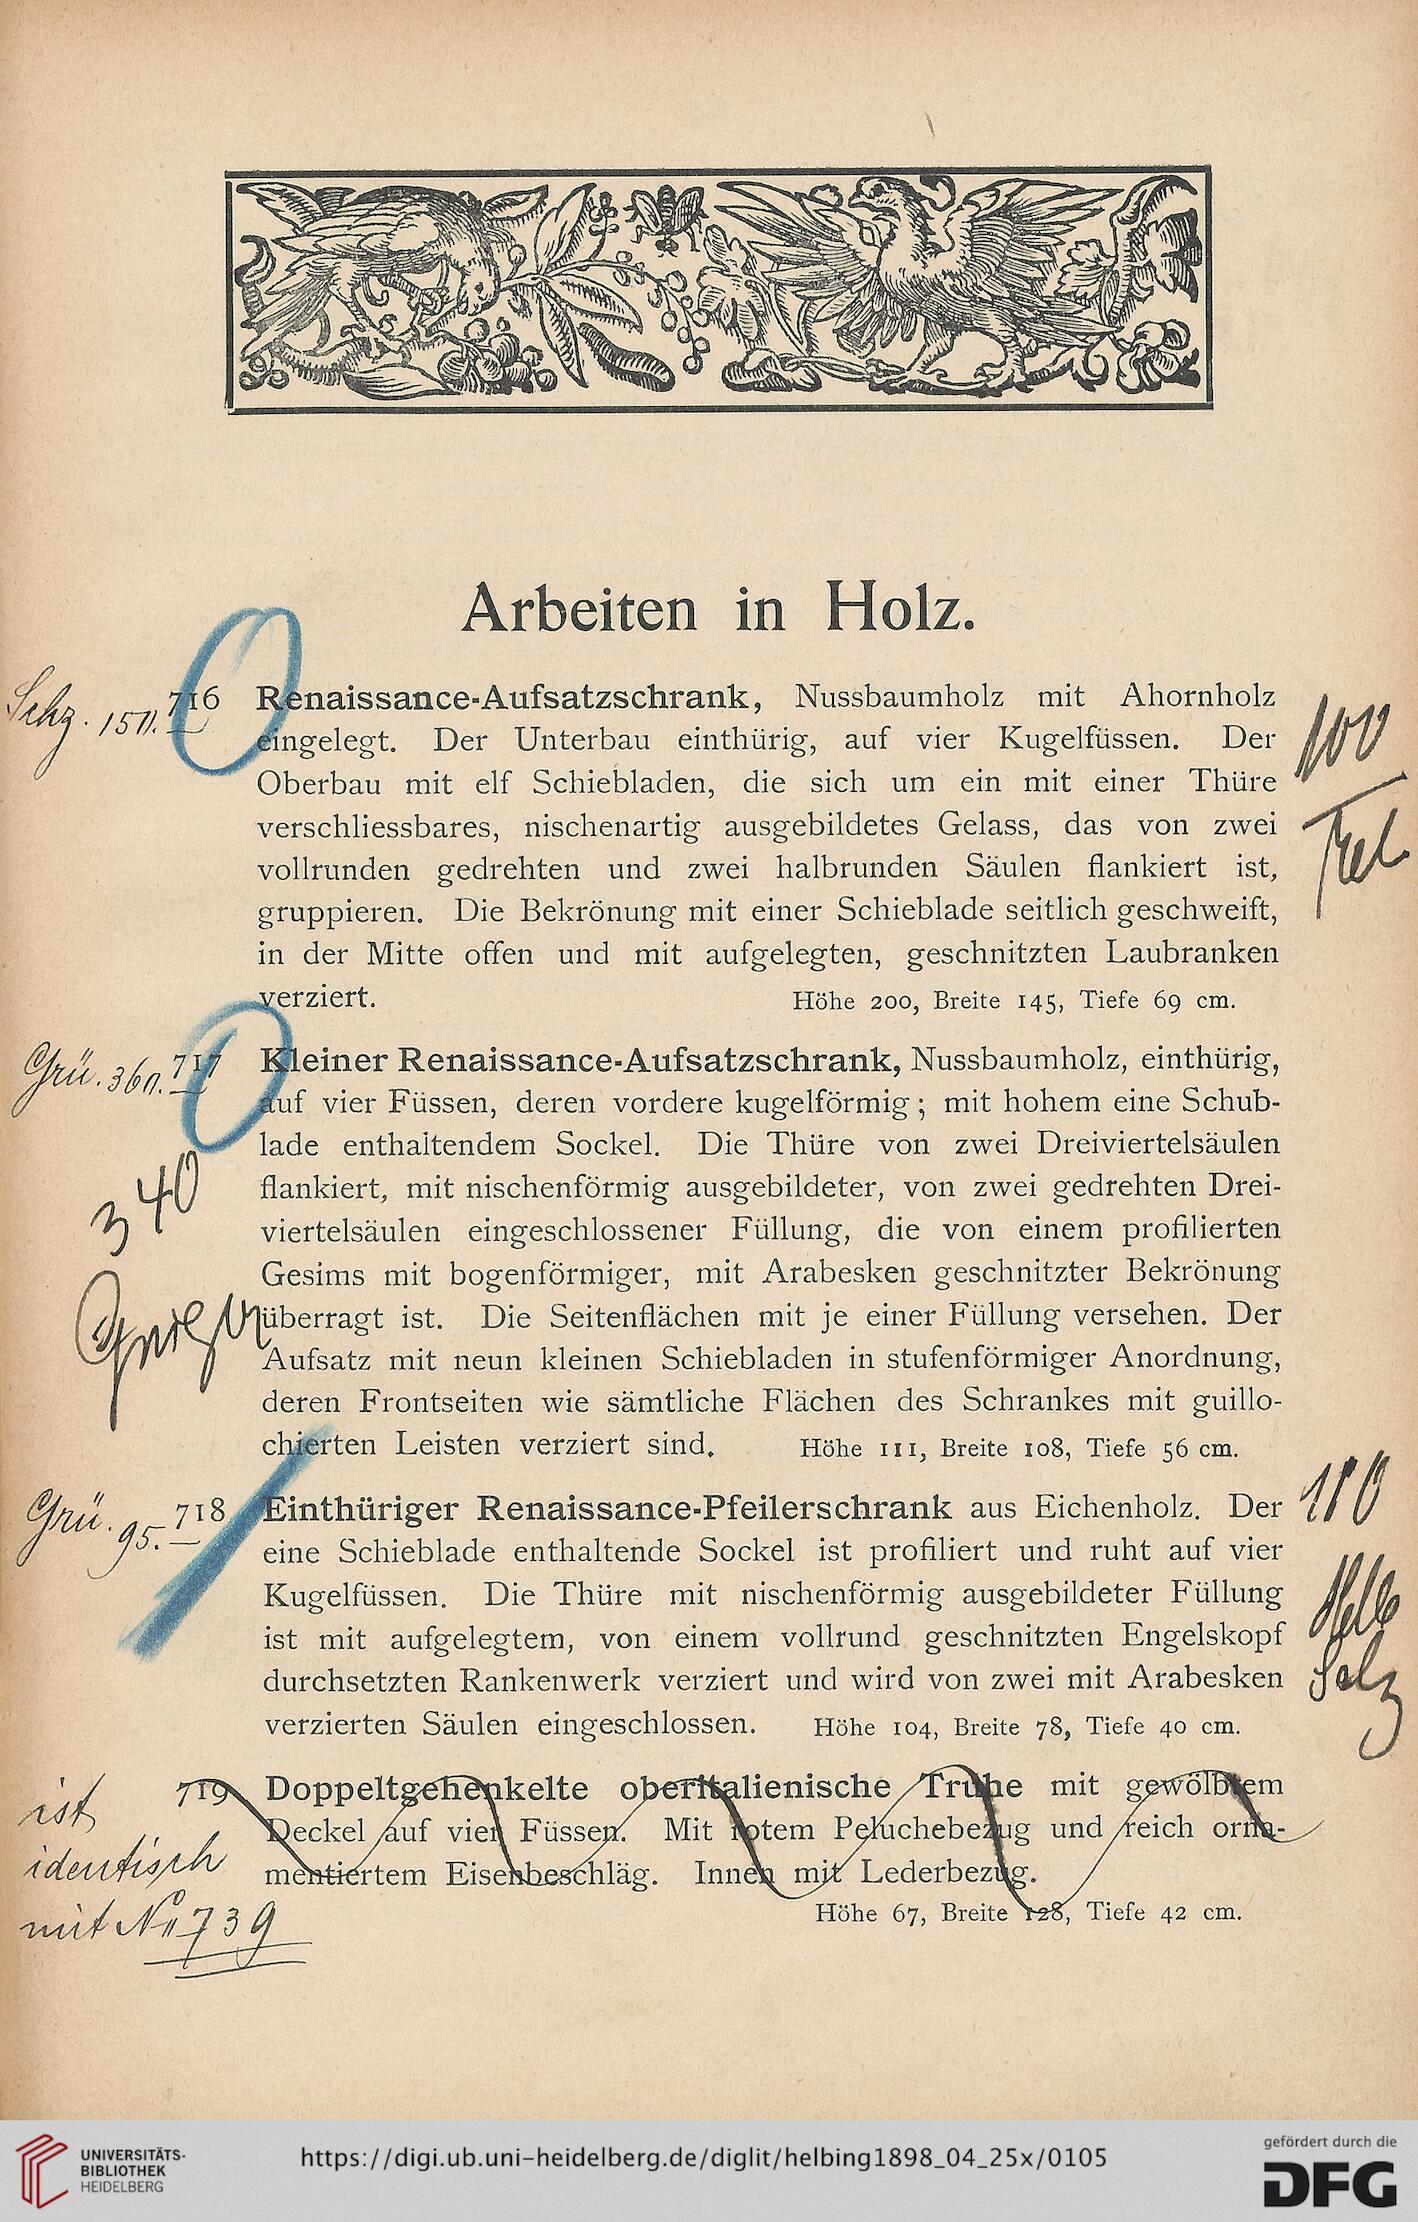 Arbeiten in Holz.
Schz. 150. 716 Renaissance-Aufsatzschrank, Nussbaumholz mit Ahornholz
eingelegt. Der Unterbau einthürig, auf vier Kugelfüssen. Der
100
Oberbau mit elf Schiebladen, die sich um ein mit einer Thüre
verschliessbares, nischenartig ausgebildetes Gelass, das von zwei
vollrunden gedrehten und zwei halbrunden Säulen flankiert ist,
gruppieren. Die Bekrönung mit einer Schieblade seitlich geschweift,
in der Mitte offen und mit aufgelegten, geschnitzten Laubranken
verziert. Höhe 200, Breite 145, Tiefe 69 cm.
Grü. 360. 717 Kleiner Renaissance-Aufsatzschrank, Nussbaumholz, einthürig,
auf vier Füssen, deren vordere kugelförmig; mit hohem eine Schub-
lade enthaltendem Sockel. Die Thüre von zwei Dreiviertelsäulen
340
flankiert, mit nischenförmig ausgebildeter, von zwei gedrehten Drei-
viertelsäulen eingeschlossener Füllung, die von einem profilierten
Gesims mit bogenförmiger, mit Arabesken geschnitzter Bekrönung
überragt ist. Die Seitenflächen mit je einer Füllung versehen. Der
Aufsatz mit neun kleinen Schiebladen in stufenförmiger Anordnung,
deren Frontseiten wie sämtliche Flächen des Schrankes mit guillo-
chierten Leisten verziert sind. Höhe 111, Breite 108, Tiefe 56 cm.
Grü. 95. 718 Einthüriger Renaissance-Pfeilerschrank aus Eichenholz. Der
110
eine Schieblade enthaltende Sockel ist profiliert und ruht auf vier
Kugelfüssen. Die Thüre mit nischenförmig ausgebildeter Füllung
ist mit aufgelegtem, von einem vollrund geschnitzten Engelskopf
durchsetzten Rankenwerk verziert und wird von zwei mit Arabesken
verzierten Säulen eingeschlossen. Höhe 104, Breite 78, Tiefe 40 cm.
719 Doppeltgehenkelte oberitalienische Truhe mit gewölbtem
Deckel auf vier Füssen. Mit rotem Peluchebezug und reich orna-
mentiertem Eisenbeschläg. Innen mit Lederbezug.
Höhe 67, Breite 128, Tiefe 42 cm.
ist
identisch
mit No 739
UNIVERSITÄTS-
BIBLIOTHEK
HEIDELBERG
https://digi.ub.uni-heidelberg.de/diglit/helbing1898_04_25x/0105
gefördert durch die
DFG